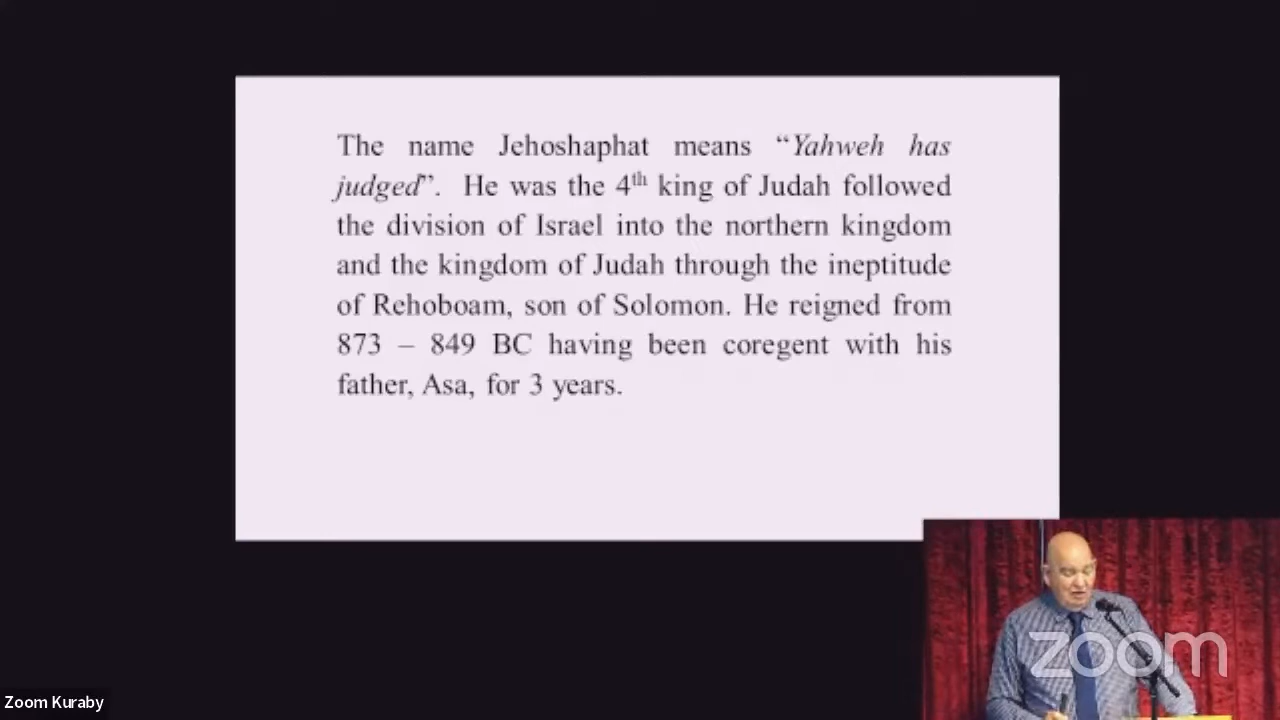 The name Jehoshaphat means “Yahweh has
judged”. He was the 4th king of Judah followed
the division of Israel into the northern kingdom
and the kingdom of Judah through the ineptitude
of Rehoboam, son of Solomon. He reigned from
873 – 849 BC having been coregent with his
father, Asa, for 3 years.
zoom
Zoom Kuraby